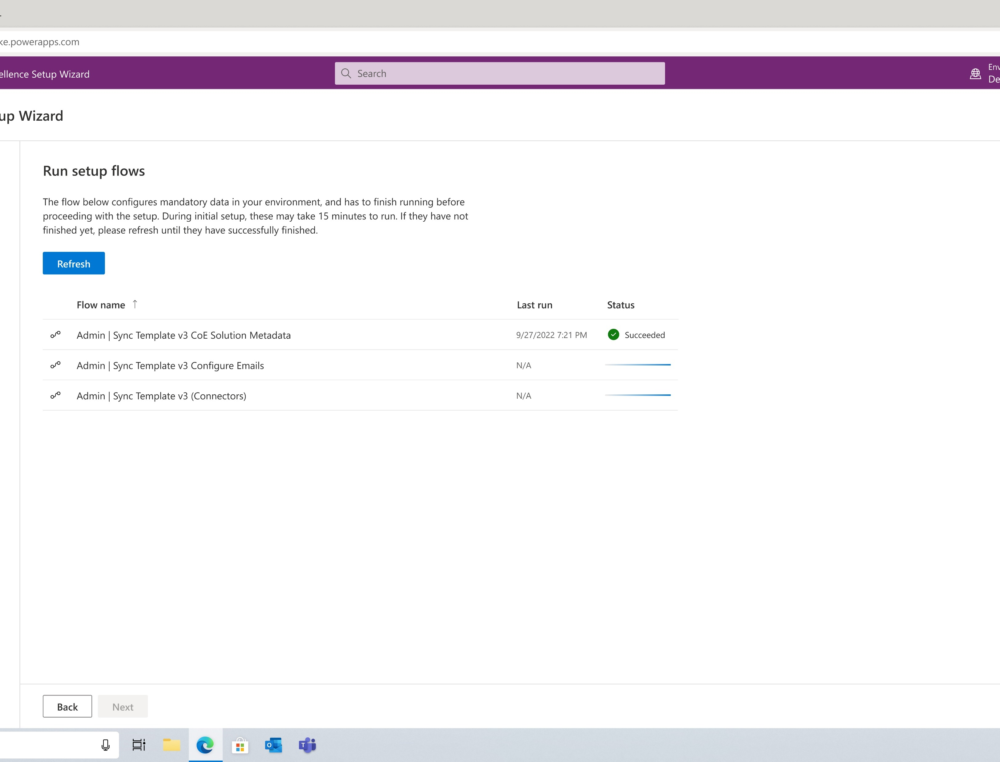 ke.powerapps.com
ellence Setup Wizard
Search
Env
De
up Wizard
Run setup flows
The flow below configures mandatory data in your environment, and has to finish running before
proceeding with the setup. During initial setup, these may take 15 minutes to run. If they have not
finished yet, please refresh until they have successfully finished.
Refresh
Flow name ↑ Last run Status
Admin | Sync Template v3 CoE Solution Metadata 9/27/2022 7:21 PM Succeeded
Admin | Sync Template v3 Configure Emails N/A
Admin | Sync Template v3 (Connectors) N/A
Back Next